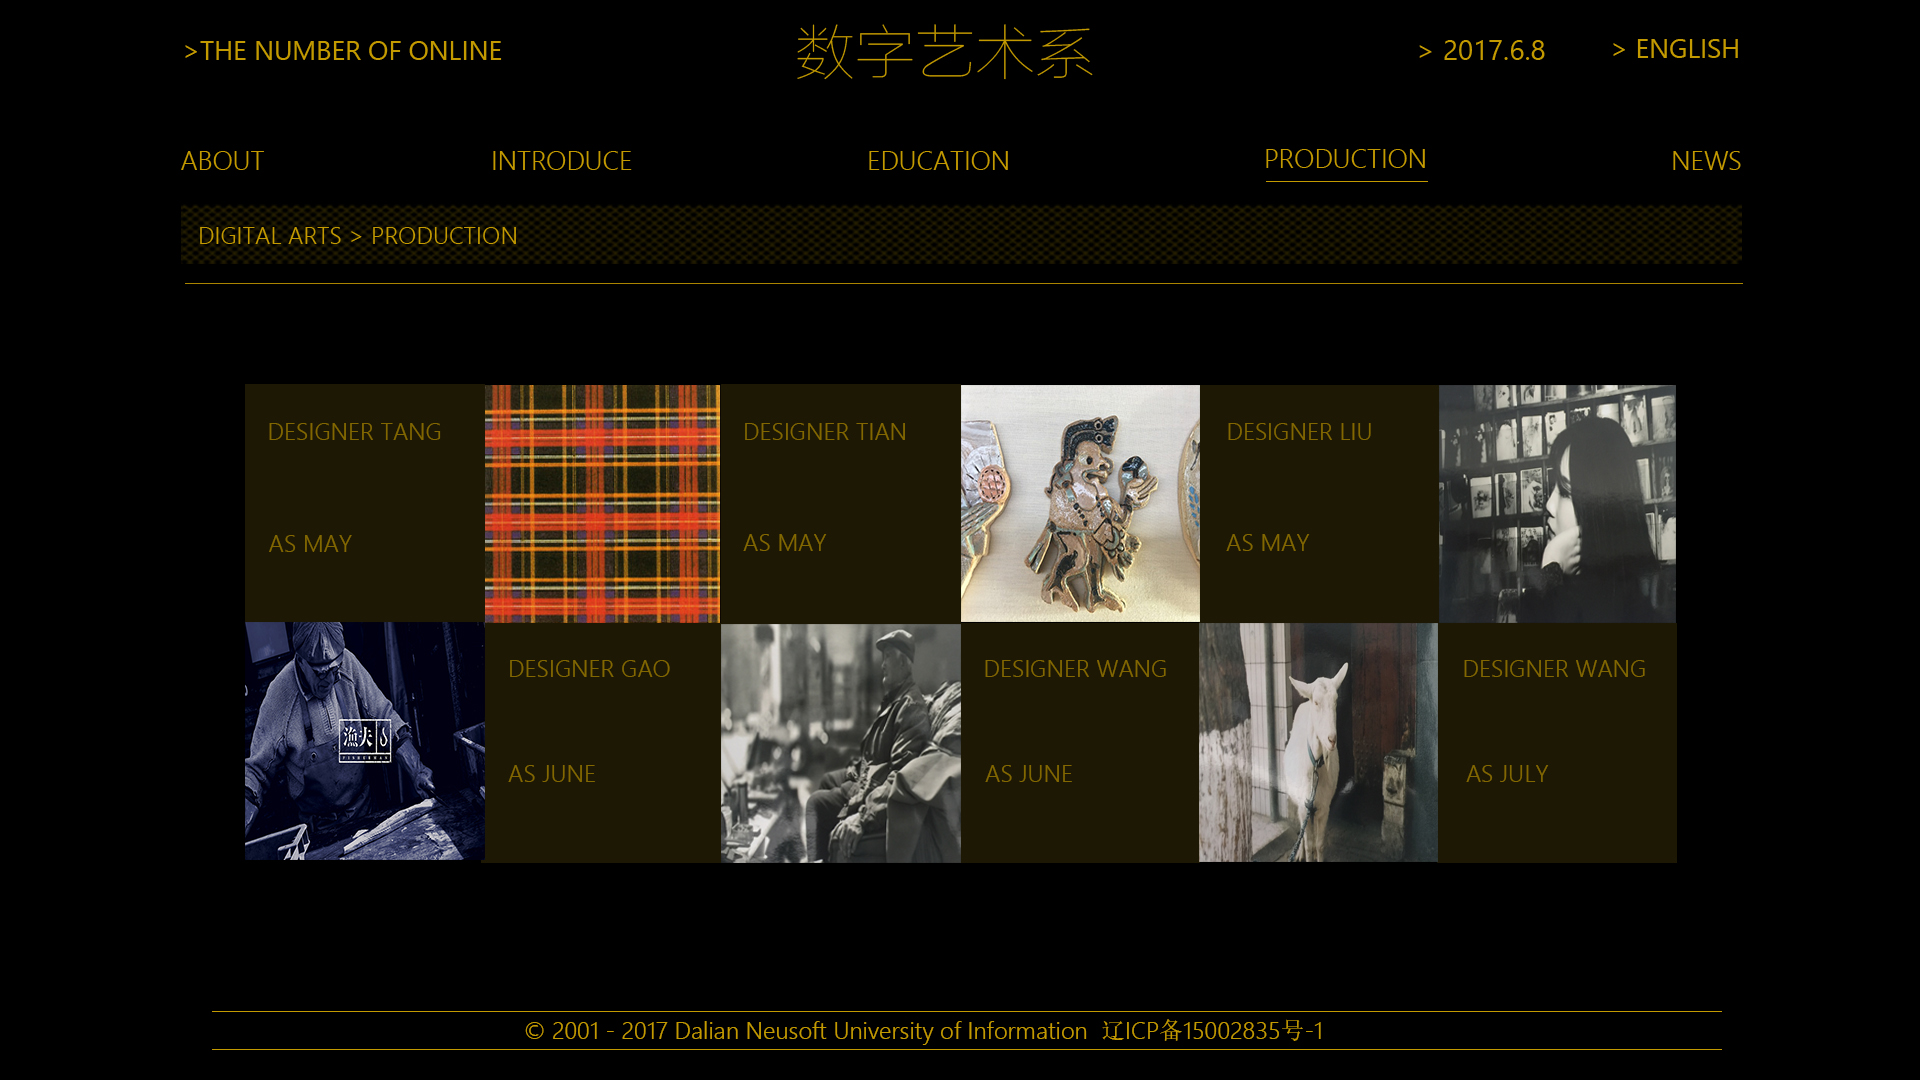 >THE NUMBER OF ONLINE
数字艺术系
> 2017.6.8
> ENGLISH
ABOUT
INTRODUCE
EDUCATION
PRODUCTION
NEWS
DIGITAL ARTS > PRODUCTION
DESIGNER TANG
AS MAY
DESIGNER TIAN
AS MAY
DESIGNER LIU
AS MAY
漁夫
FISHERMAN
DESIGNER GAO
AS JUNE
DESIGNER WANG
AS JUNE
DESIGNER WANG
AS JULY
© 2001 - 2017 Dalian Neusoft University of Information 辽ICP备15002835号-1